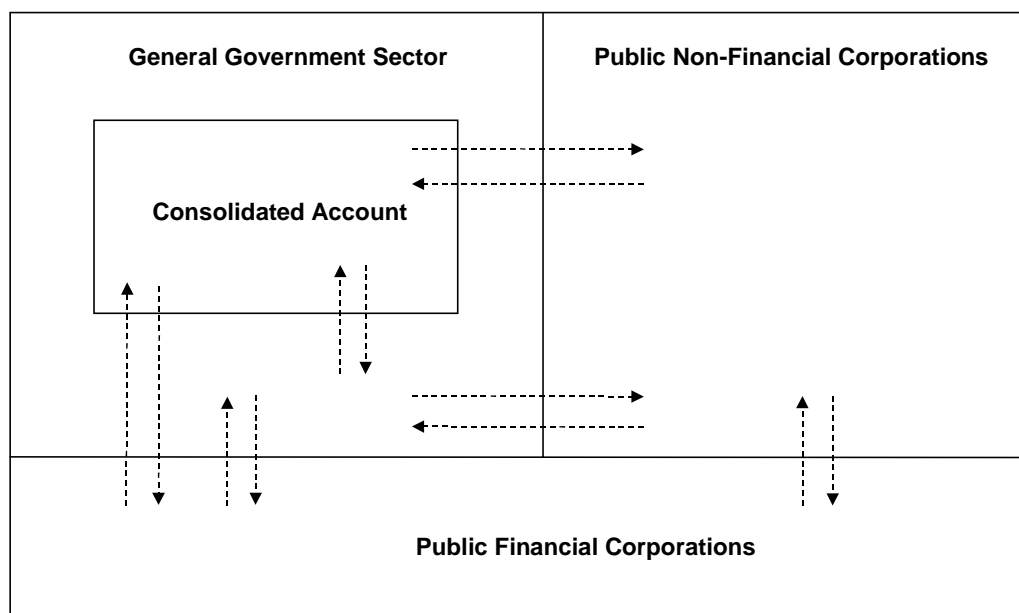 General Government Sector
Public Non-Financial Corporations
Consolidated Account
Public Financial Corporations